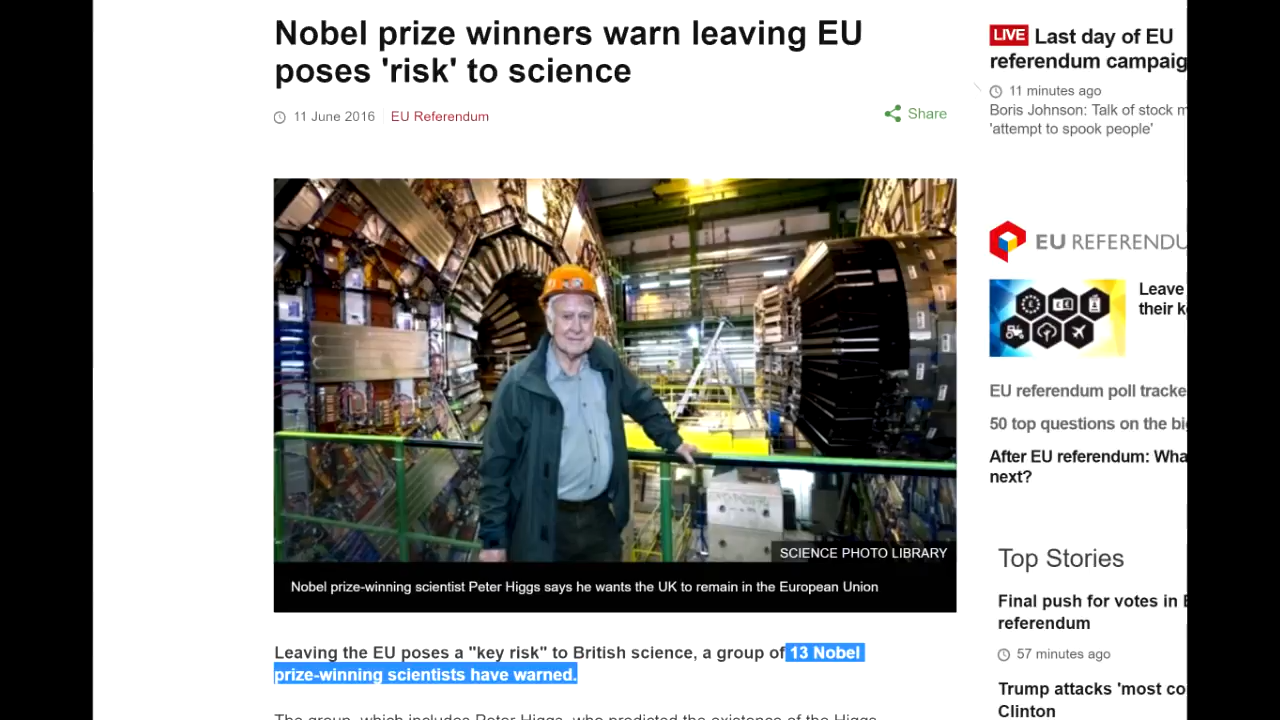 Nobel prize winners warn leaving EU
poses 'risk' to science
11 June 2016 EU Referendum
Share
SCIENCE PHOTO LIBRARY
Nobel prize-winning scientist Peter Higgs says he wants the UK to remain in the European Union
Leaving the EU poses a "key risk" to British science, a group of 13 Nobel
prize-winning scientists have warned.
The group, which includes Peter Higgs, who predicted the existence of the Higgs
LIVE Last day of EU
referendum campaig
11 minutes ago
Boris Johnson: Talk of stock m
'attempt to spook people'
EU REFERENDU
Leave
their k
EU referendum poll tracke
50 top questions on the bi
After EU referendum: Wha
next?
Top Stories
Final push for votes in E
referendum
57 minutes ago
Trump attacks 'most co
Clinton